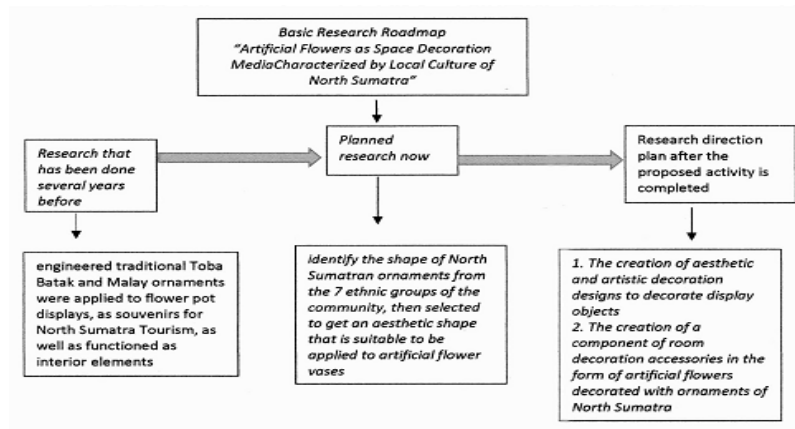 Basic Research Roadmap
"Artificial Flowers as Space Decoration
MediaCharacterized by Local Culture of
North Sumatra"
Research that
has been done
several years
before
Planned
research now
Research direction
plan after the
proposed activity is
completed
engineered traditional Toba
Batak and Malay ornaments
were applied to flower pot
displays, as souvenirs for
North Sumatra Tourism, as
well as functioned as
interior elements
identify the shape of North
Sumatran ornaments from
the 7 ethnic groups of the
community, then selected
to get an aesthetic shape
that is suitable to be
applied to artificial flower
vases
1. The creation of aesthetic
and artistic decoration
designs to decorate display
objects
2. The creation of a
component of room
decoration accessories in the
form of artificial flowers
decorated with ornaments of
North Sumatra